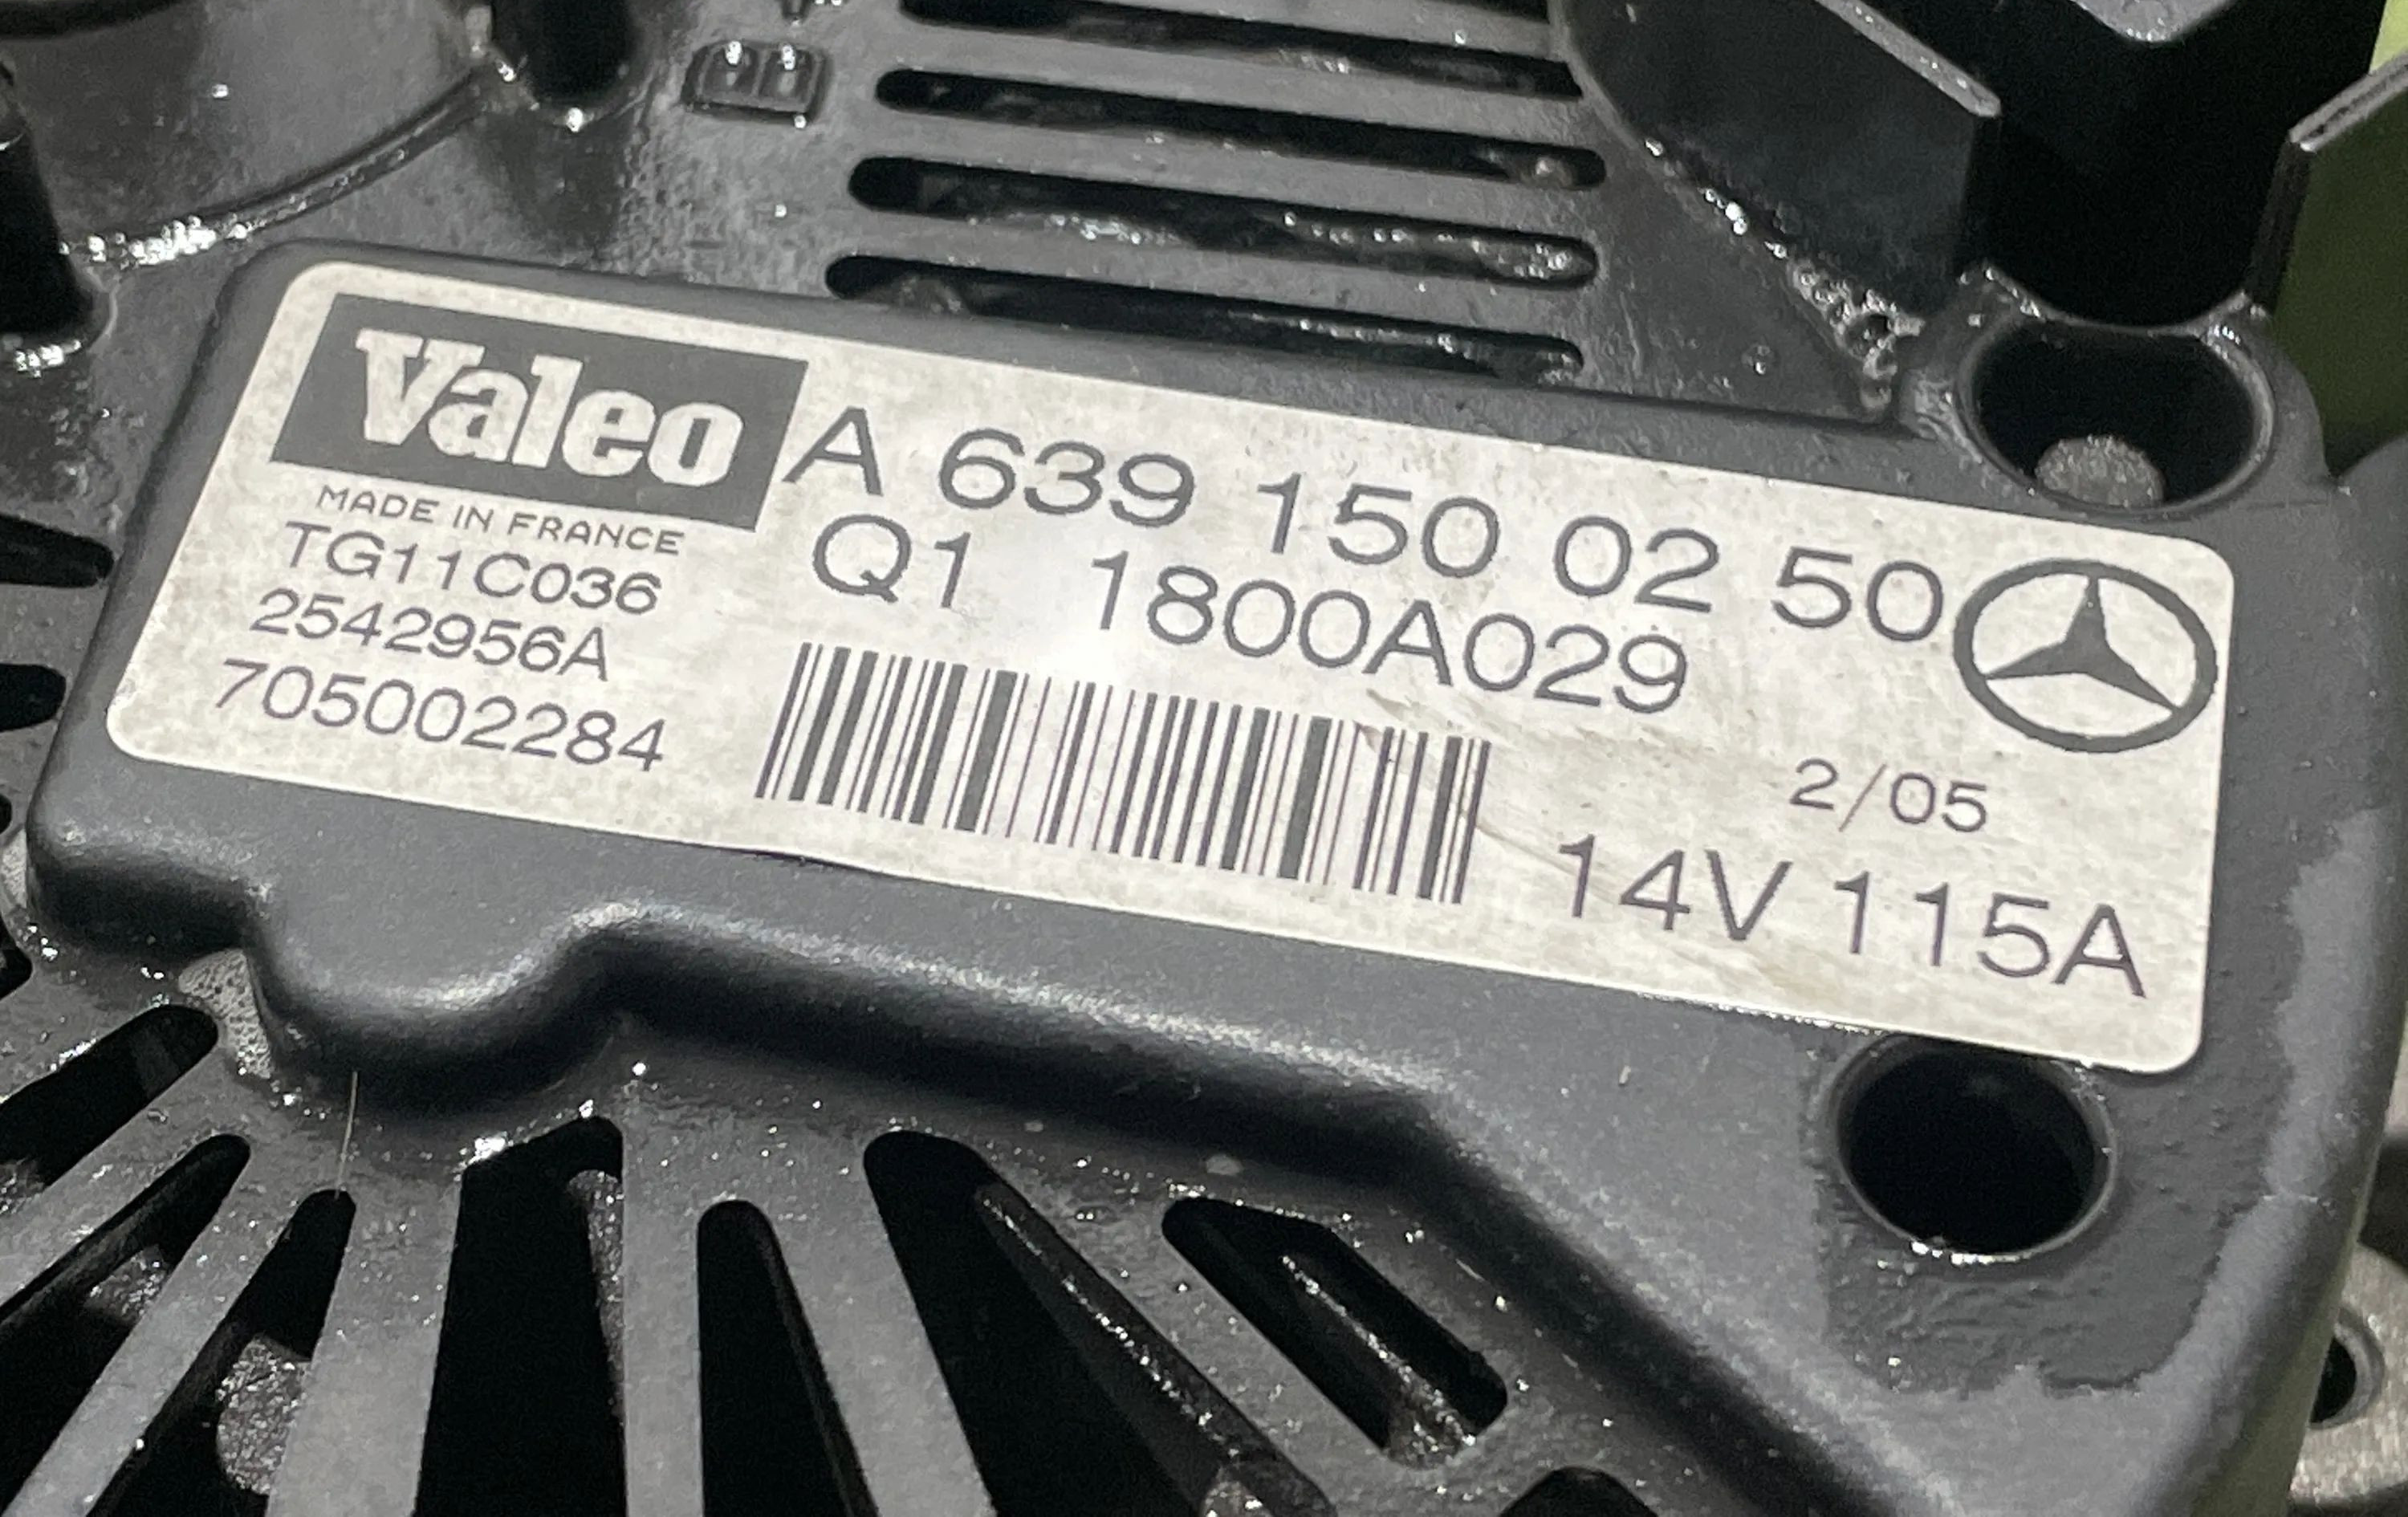 Valeo
MADE IN FRANCE
TG11C036
2542956A
705002284
A 639 150 02 50
Q1 1800A029
2/05
14V 115A